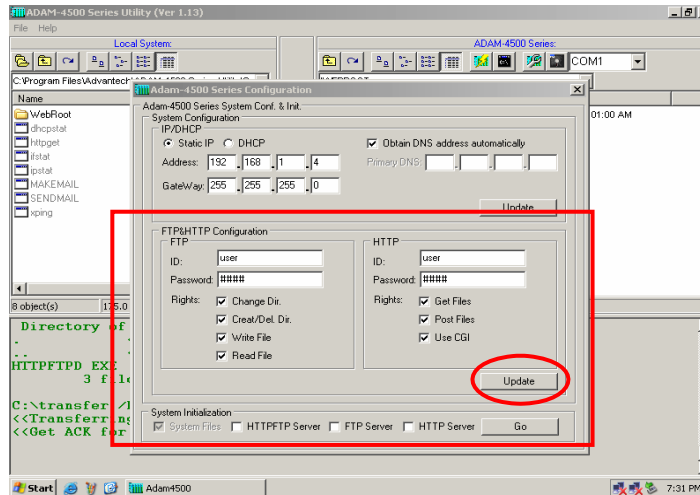 ADAM-4500 Series Utility (Ver 1.13)
File Help
Local System:
ADAM-4500 Series:
COM1
C:\Program Files\Advantech\
Name
01:00 AM
WebRoot
dhcpstat
httpget
ifstat
ipstat
MAKEMAIL
SENDMAIL
xping
8 object(s)
175.0
Adam-4500 Series Configuration
Adam-4500 Series System Conf. & Init.
System Configuration
IP/DHCP
Static IP DHCP
Obtain DNS address automatically
Address: 192 . 168 . 1 . 4
Primary DNS: . . .
GateWay: 255 . 255 . 255 . 0
Update
FTP&HTTP Configuration
FTP
ID: user
Password: ####
Rights: Change Dir.
Creat/Del. Dir.
Write File
Read File
HTTP
ID: user
Password: ####
Rights: Get Files
Post Files
Use CGI
Update
System Initialization
System Files HTTPFTP Server FTP Server HTTP Server Go
Directory of
.
..
HTTPFTPD EXE
3 file
C:\transfer /
<<Transferring
<<Get ACK for
Start
Adam4500
7:31 PM